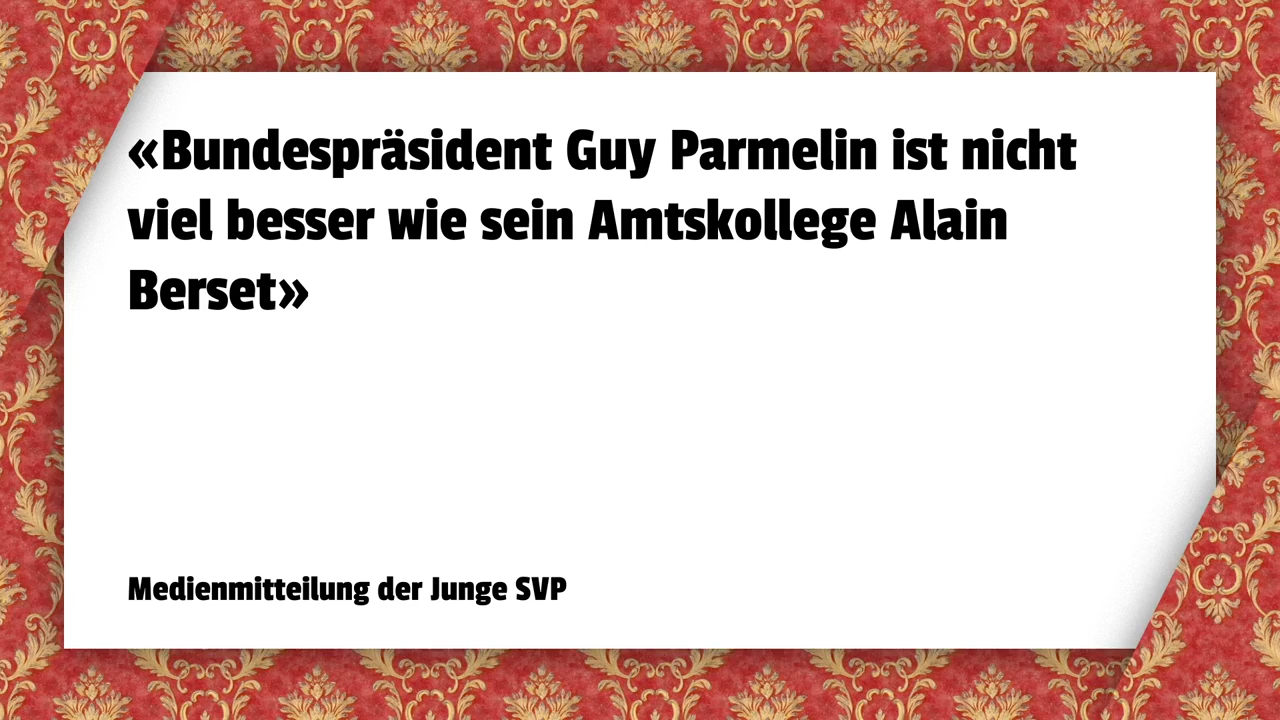 «Bundespräsident Guy Parmelin ist nicht
viel besser wie sein Amtskollege Alain
Berset»
Medienmitteilung der Junge SVP